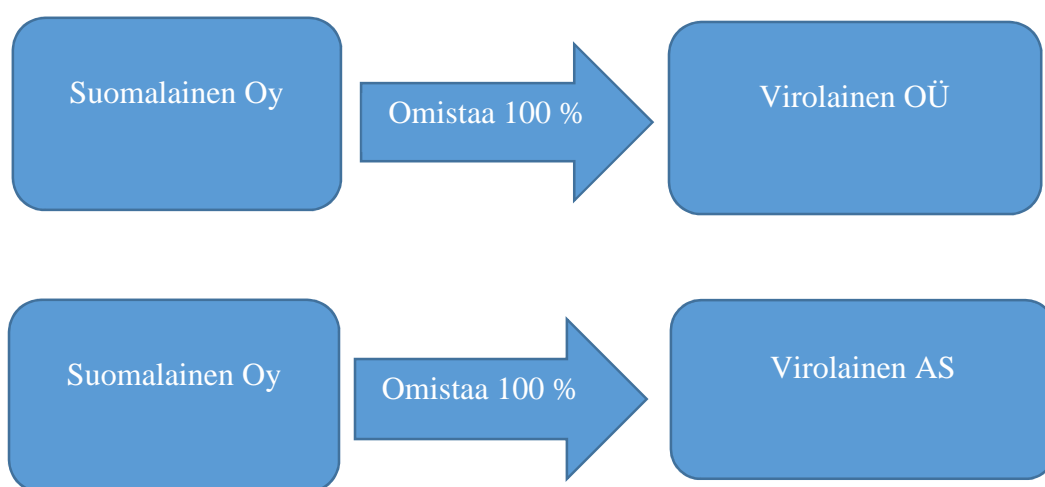 Suomalainen Oy
Omistaa 100 %
Virolainen OÜ
Suomalainen Oy
Omistaa 100 %
Virolainen AS